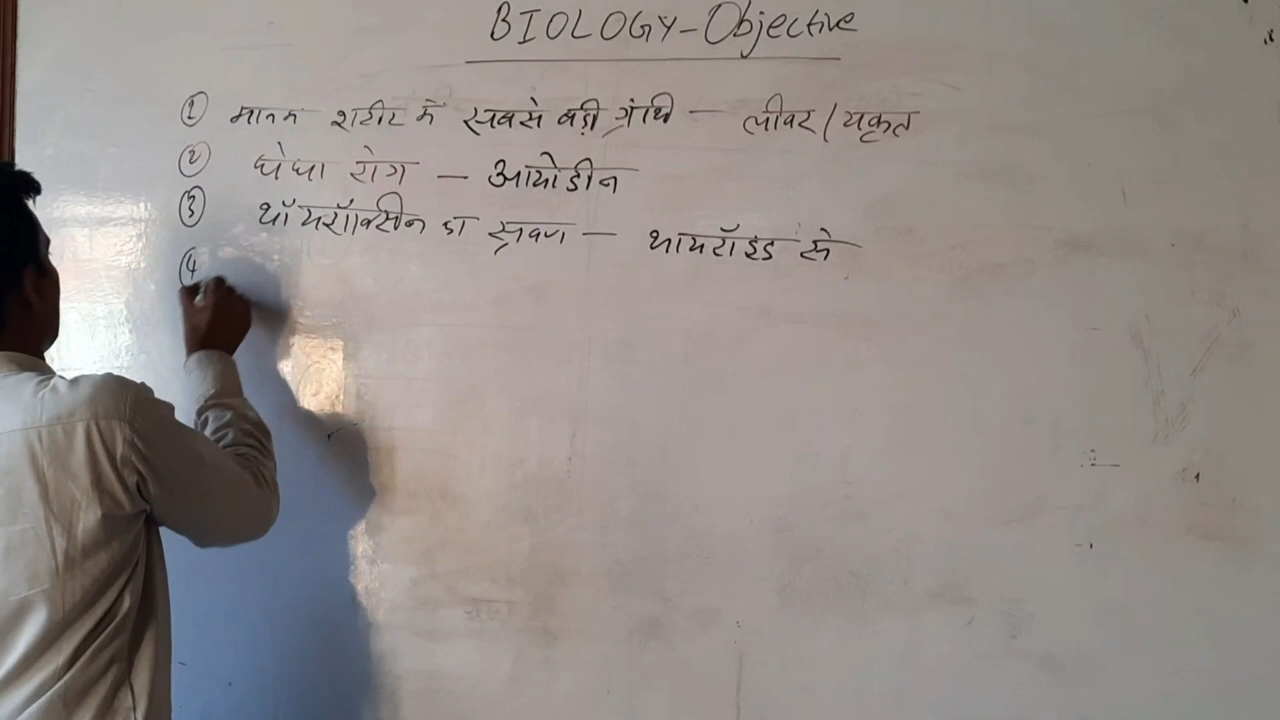 BIOLOGY - Objective
① मानव शरीर में सबसे बड़ी ग्रंथि - लीवर / यकृत
② घेघा रोग - आयोडीन
③ थॉयरॉक्सीन का स्रवण - थायरॉइड से
④